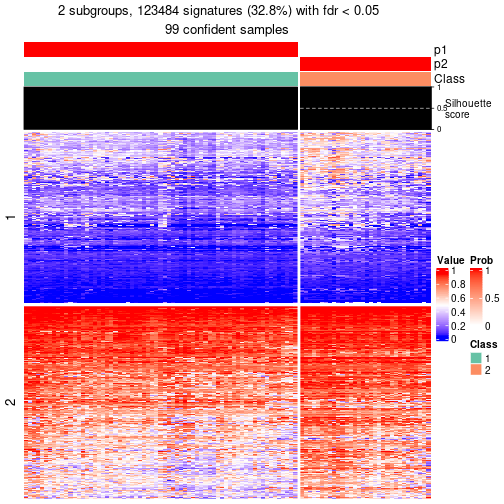 2 subgroups, 123484 signatures (32.8%) with fdr < 0.05
99 confident samples
p1
p2
Class
1
0.5
0
Silhouette
score
1
2
Value
1
0.8
0.6
0.4
0.2
0
Prob
1
0.5
0
Class
1
2